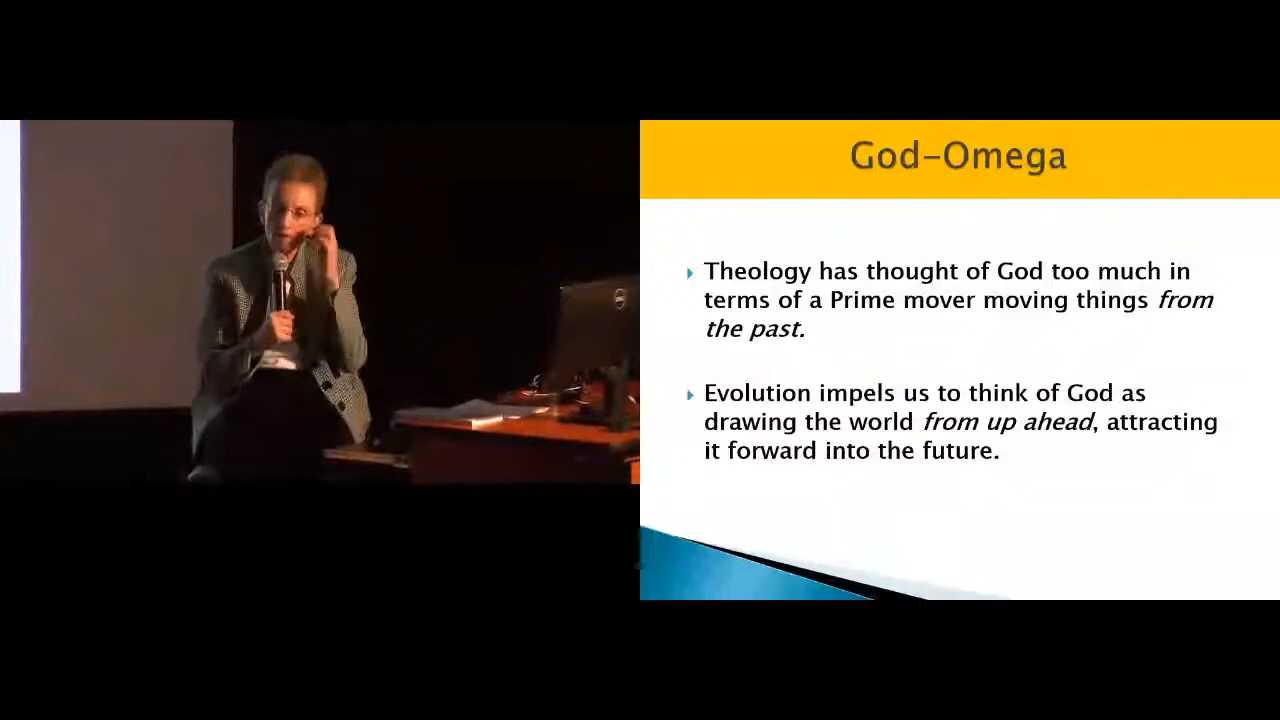 God-Omega
Theology has thought of God too much in
terms of a Prime mover moving things from
the past.
Evolution impels us to think of God as
drawing the world from up ahead, attracting
it forward into the future.